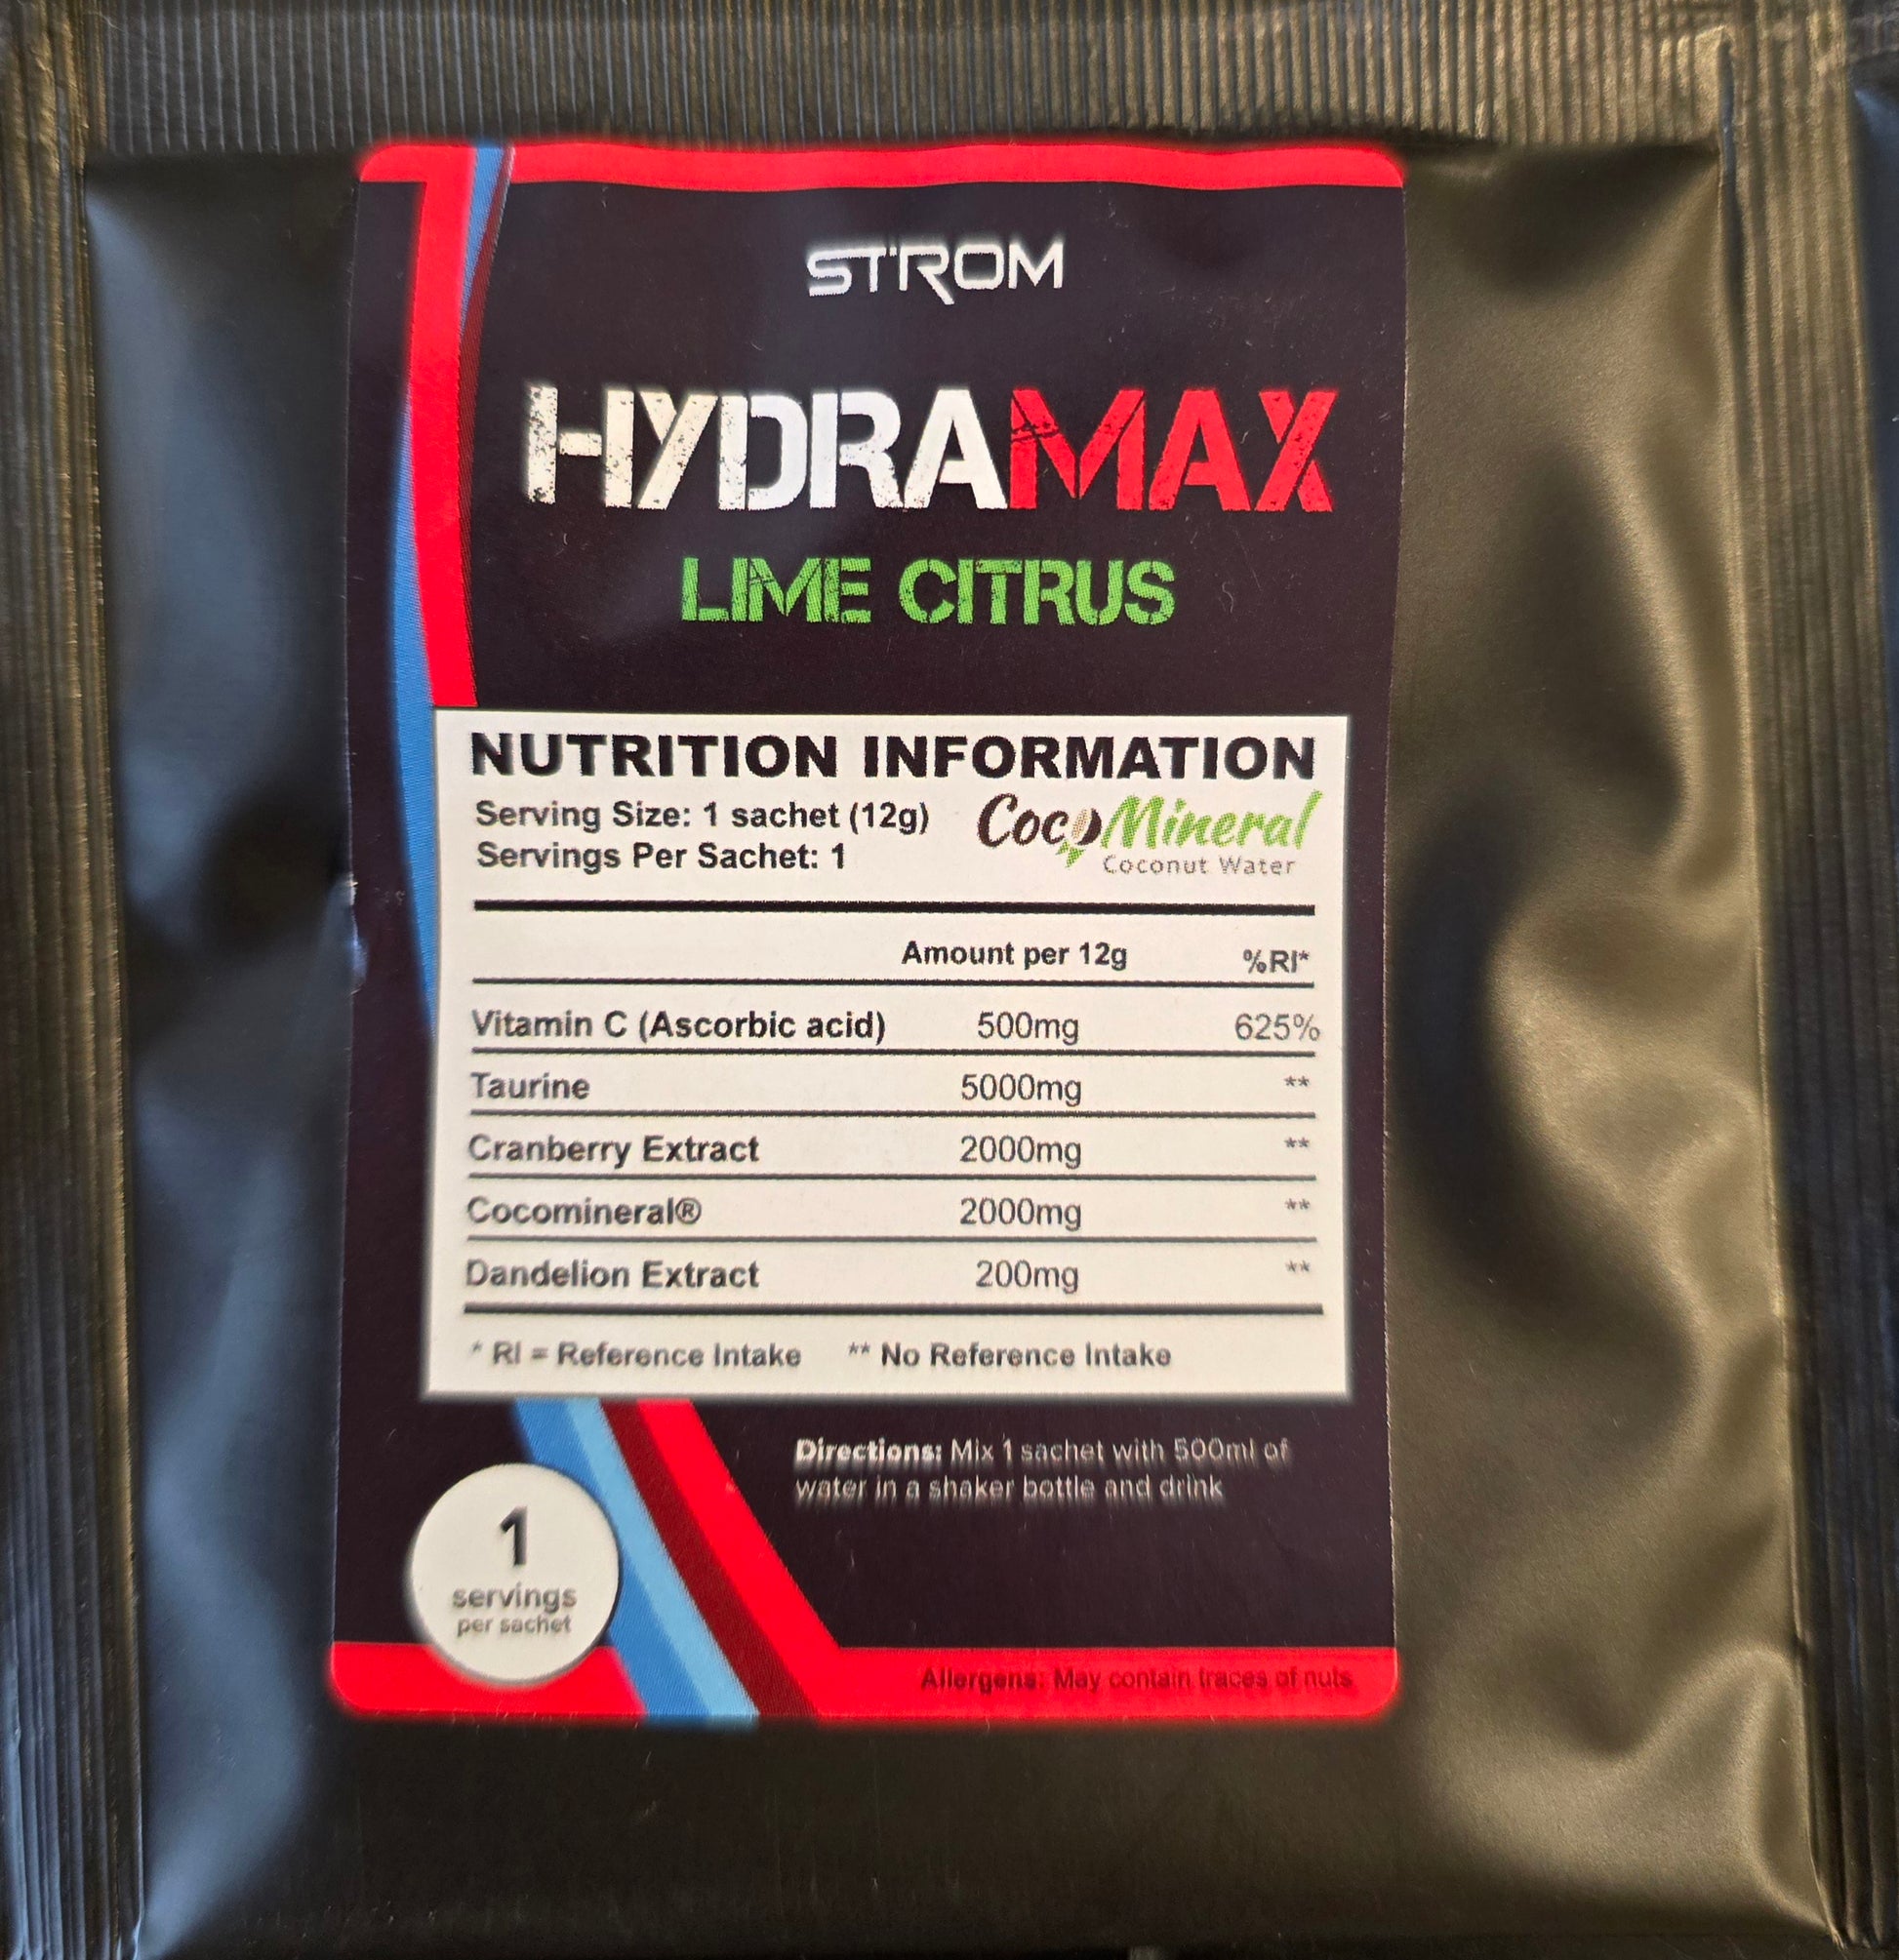 STROM
HYDRAMAX
LIME CITRUS
NUTRITION INFORMATION
Serving Size: 1 sachet (12g)
Servings Per Sachet: 1
CocoMineral
Coconut Water
Amount per 12g %RI*
Vitamin C (Ascorbic acid) 500mg 625%
Taurine 5000mg **
Cranberry Extract 2000mg **
Cocomineral® 2000mg **
Dandelion Extract 200mg **
* RI = Reference Intake ** No Reference Intake
Directions: Mix 1 sachet with 500ml of
water in a shaker bottle and drink
1
servings
per sachet
Allergens: May contain traces of nuts